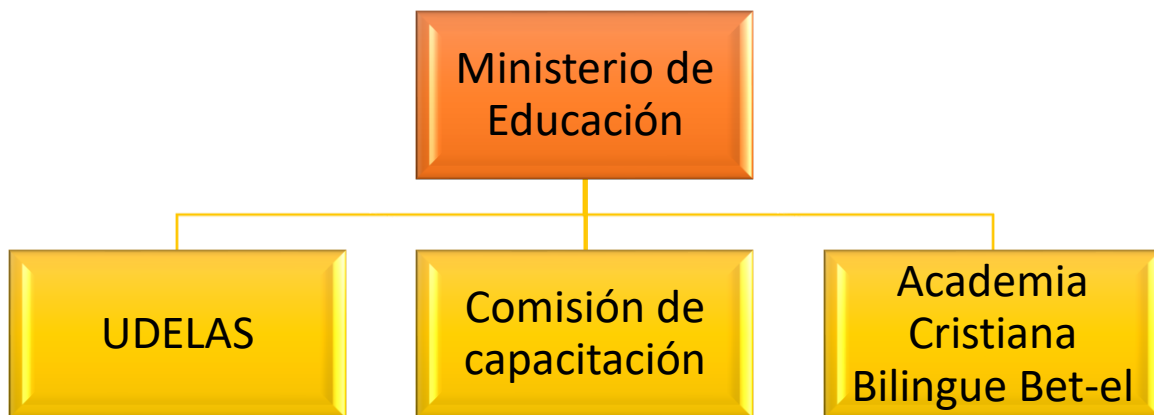 Ministerio de
Educación
UDELAS
Comisión de
capacitación
Academia
Cristiana
Bilingue Bet-el